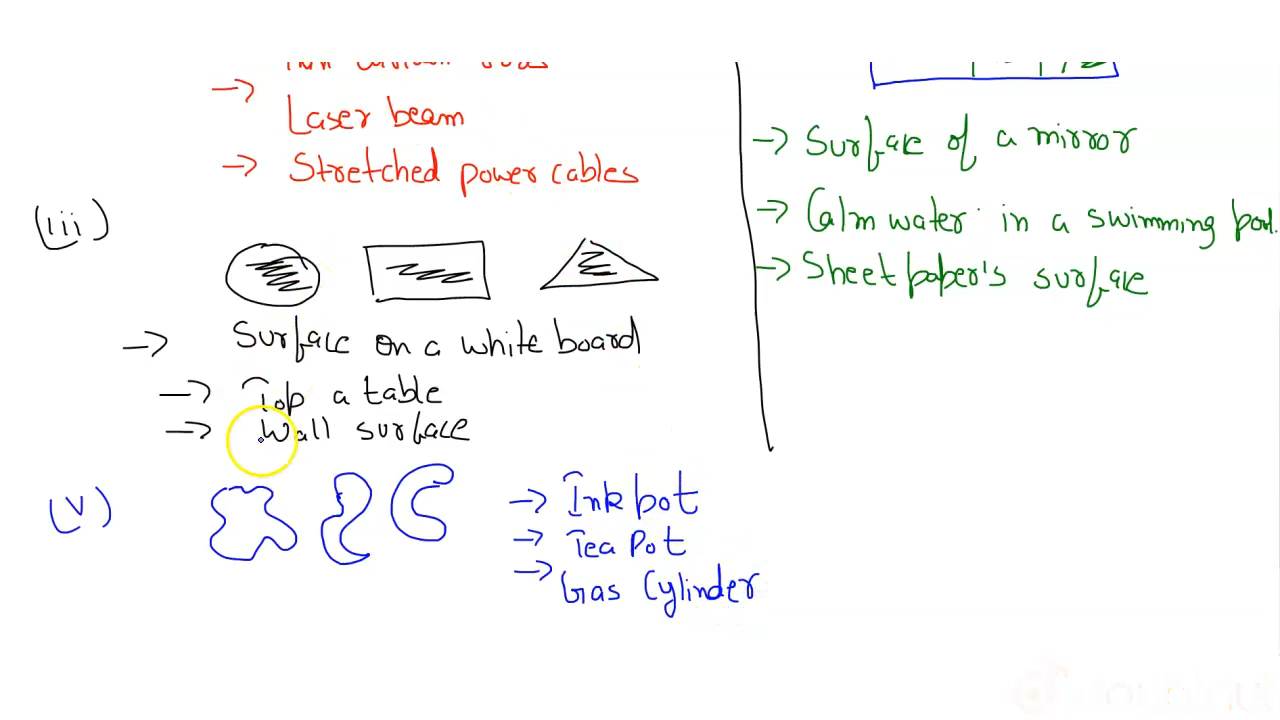 → Laser beam
→ Stretched power cables
(iii)
→ Surface on a white board
→ Top a table
→ Wall surface
(V)
→ Ink pot
→ Tea Pot
→ Gas Cylinder
→ Surface of a mirror
→ Calm water in a swimming pool.
→ Sheet paper's surface